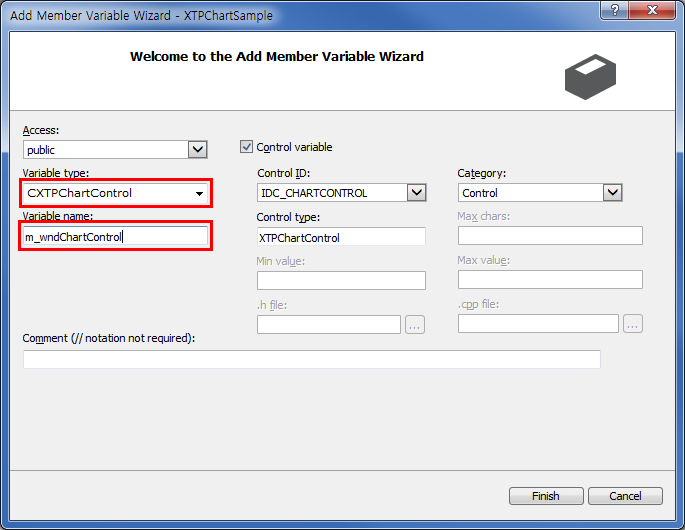 Add Member Variable Wizard - XTPChartSample
Welcome to the Add Member Variable Wizard
Access:
public
Control variable
Variable type:
CXTPChartControl
Control ID:
IDC_CHARTCONTROL
Category:
Control
Variable name:
m_wndChartControl
Control type:
XTPChartControl
Max chars:
Min value:
Max value:
.h file:
...
.cpp file:
...
Comment (// notation not required):
Finish
Cancel